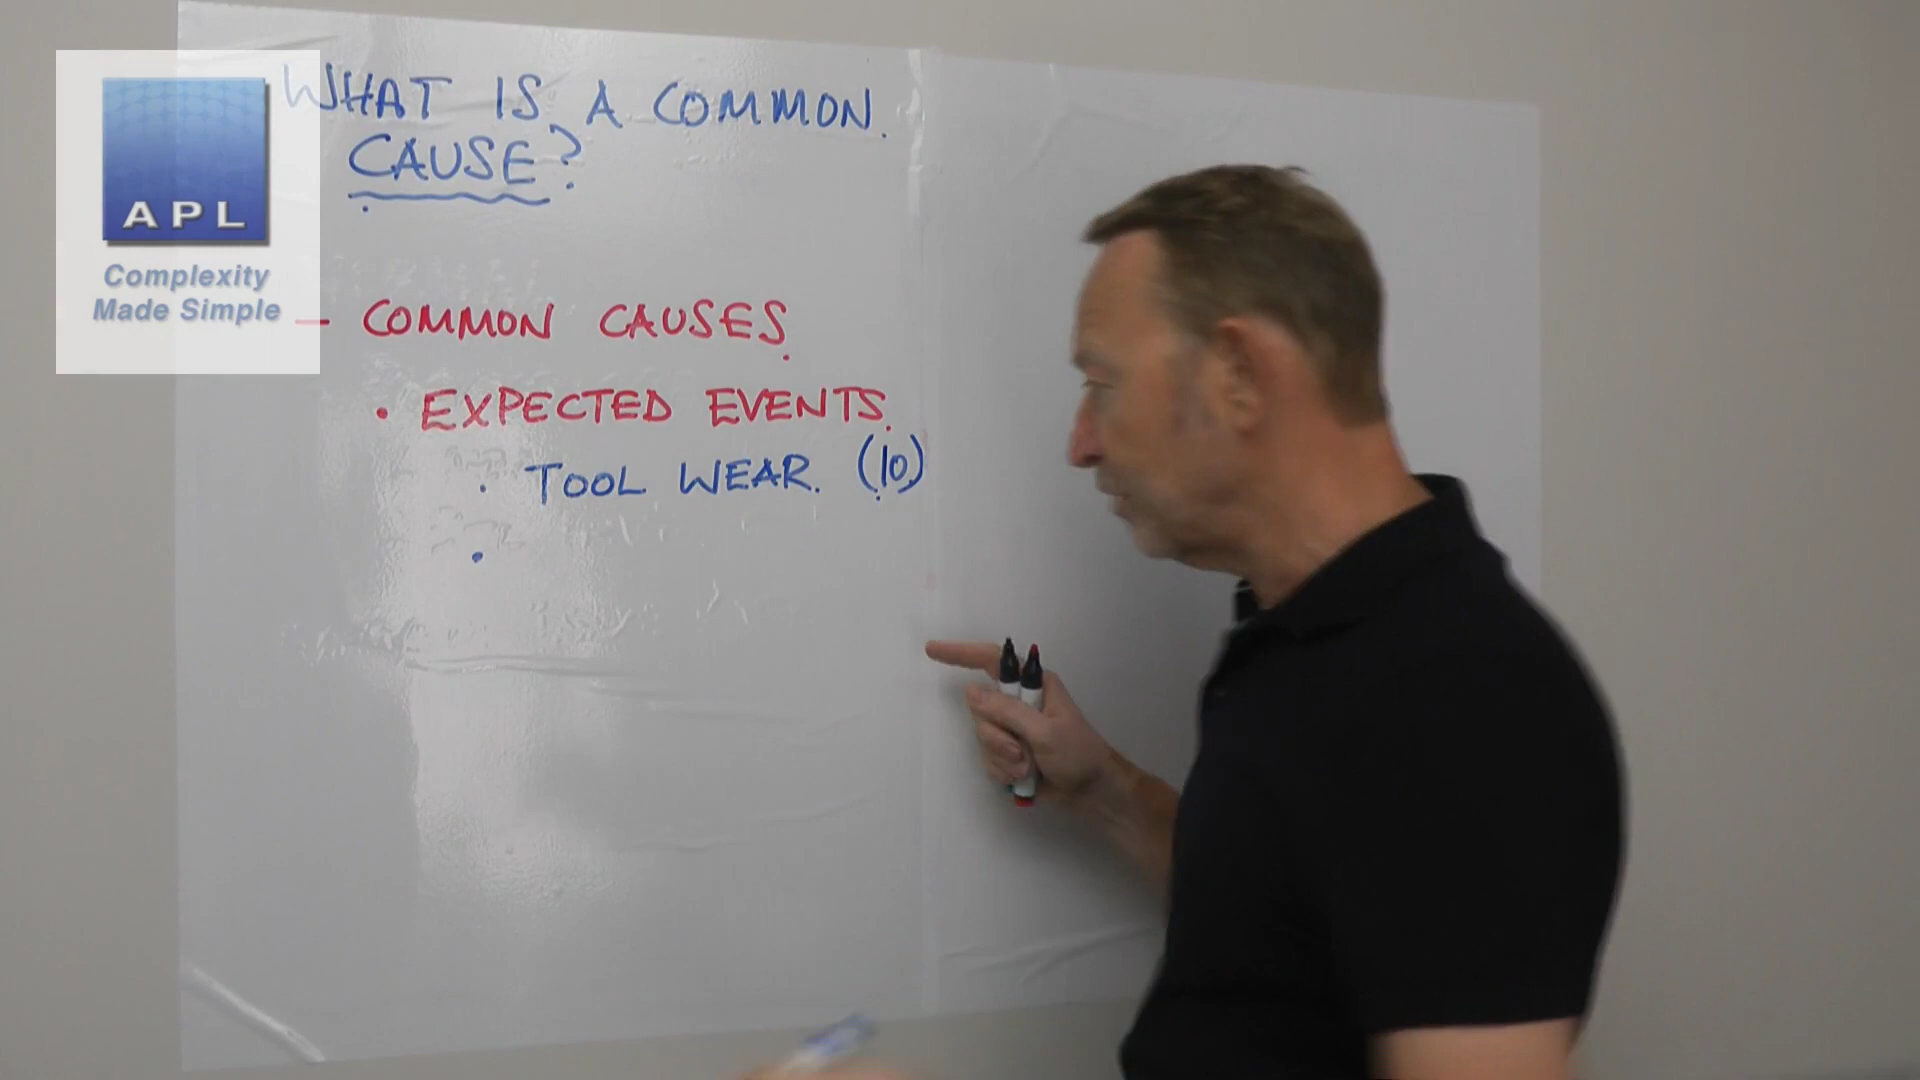 WHAT IS A COMMON
CAUSE?
APL
Complexity
Made Simple
– COMMON CAUSES.
• EXPECTED EVENTS.
• TOOL WEAR. (10)
•